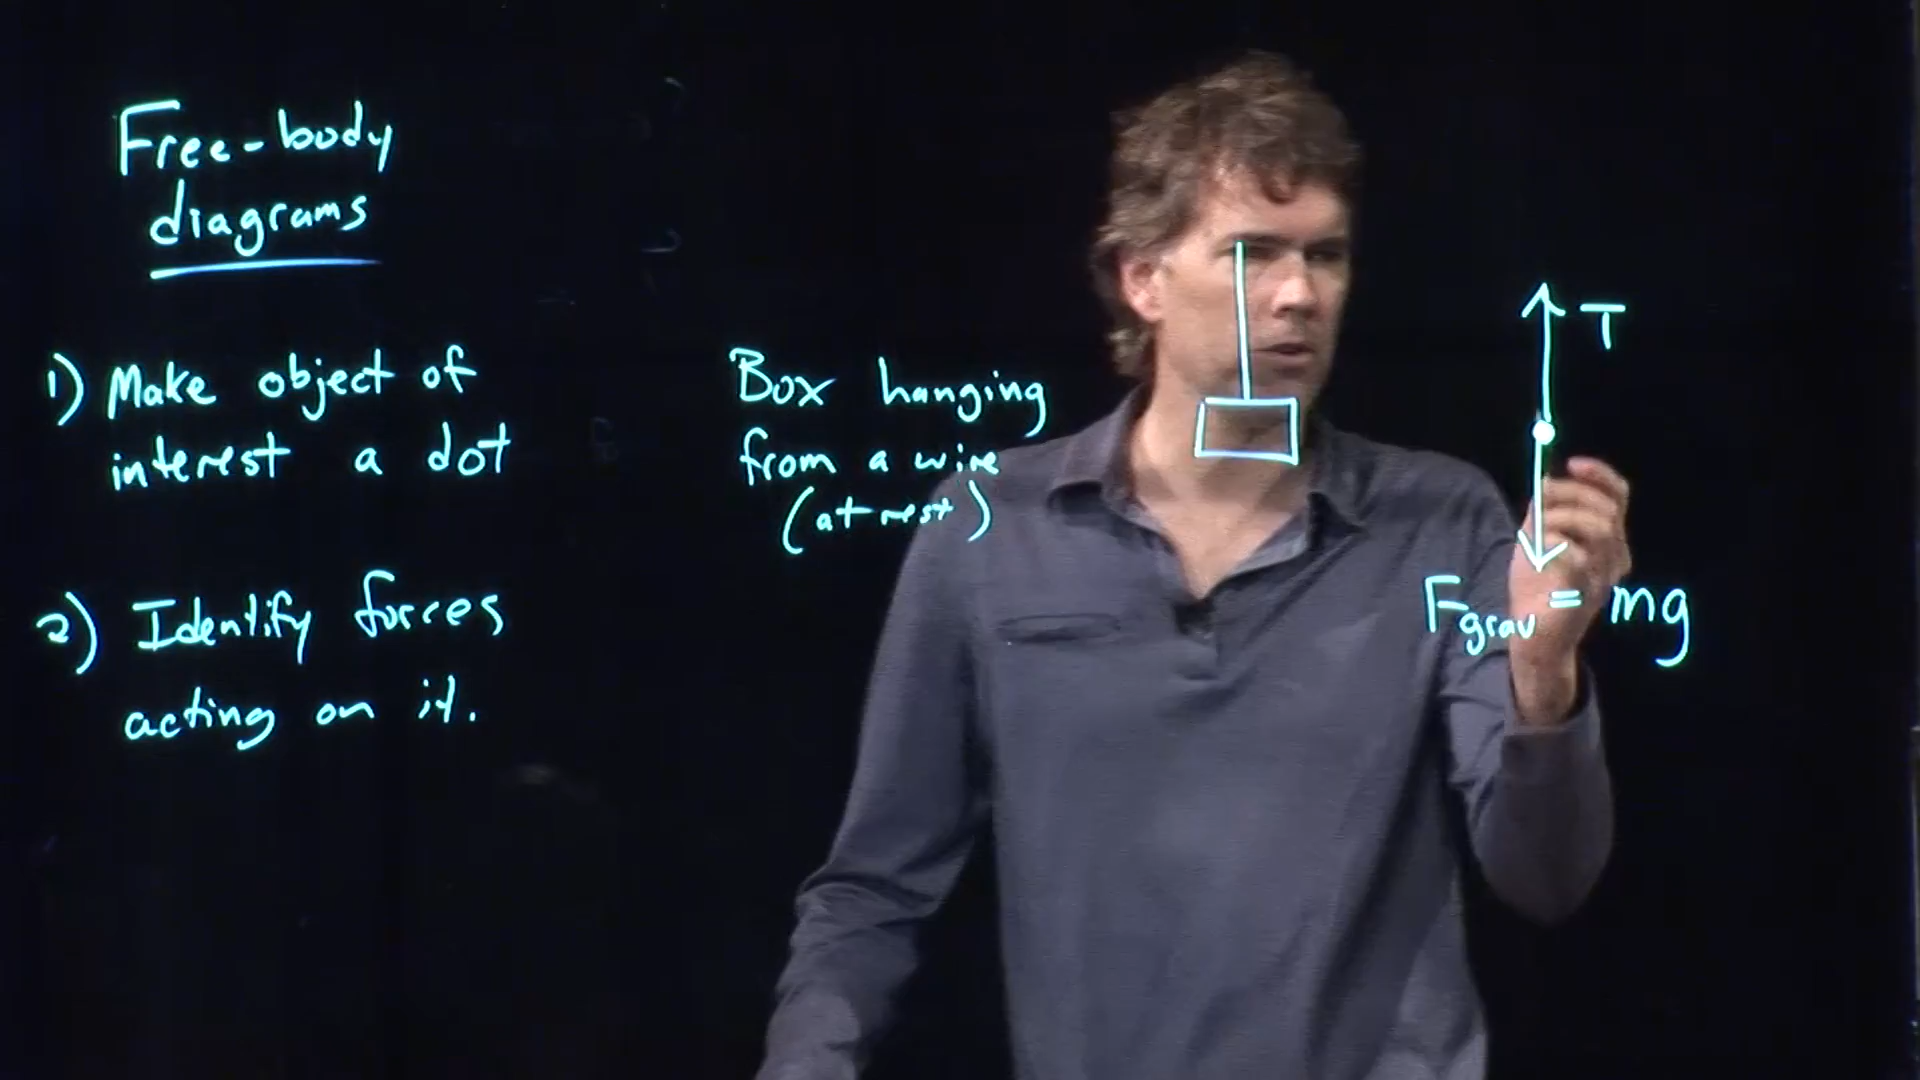 Free-body
diagrams
1) Make object of
interest a dot
2) Identify forces
acting on it.
Box hanging
from a wire
(at rest)
T
Fgrav = mg